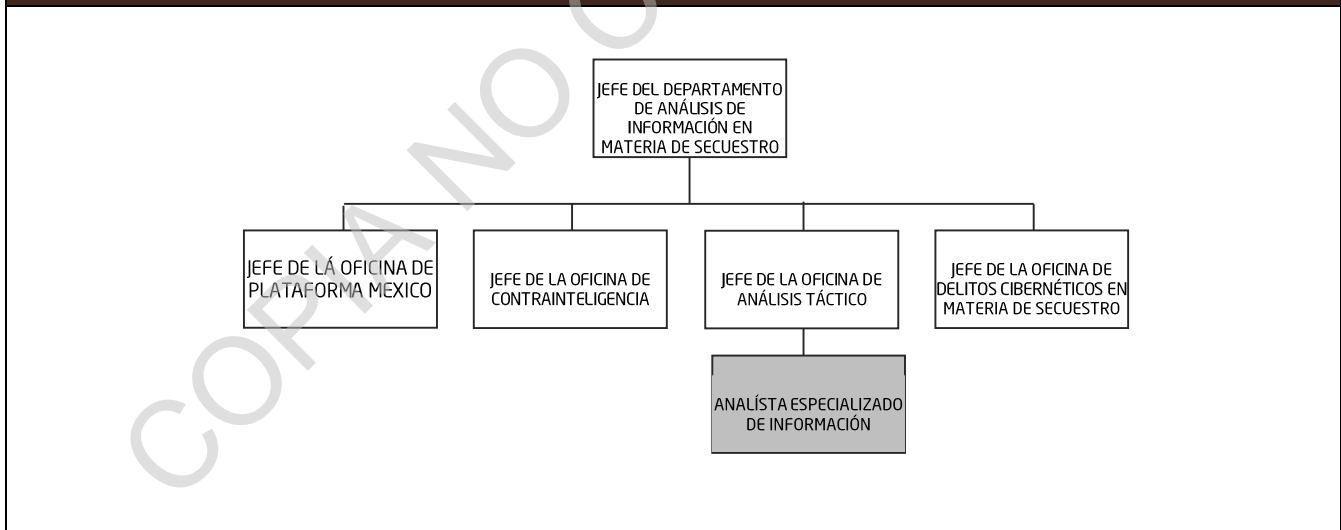 JEFE DEL DEPARTAMENTO
DE ANÁLISIS DE
INFORMACIÓN EN
MATERIA DE SECUESTRO
JEFE DE LÁ OFICINA DE
PLATAFORMA MEXICO
JEFE DE LA OFICINA DE
CONTRAINTELIGENCIA
JEFE DE LA OFICINA DE
ANÁLISIS TÁCTICO
JEFE DE LA OFICINA DE
DELITOS CIBERNÉTICOS EN
MATERIA DE SECUESTRO
ANALÍSTA ESPECIALIZADO
DE INFORMACIÓN
COPIA NO